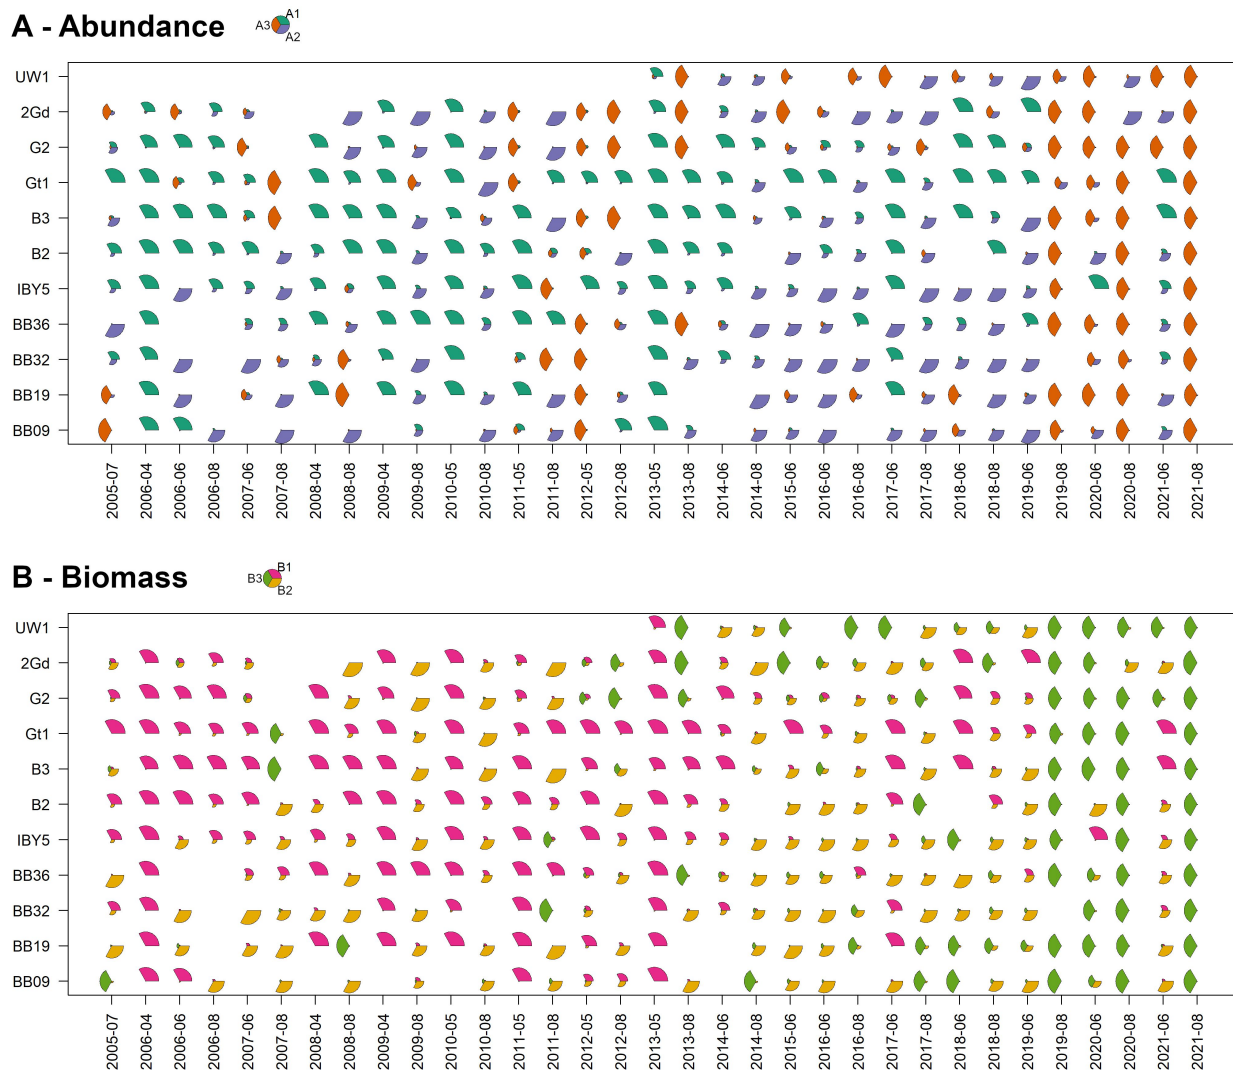 A - Abundance
A1
A3
A2
UW1
2Gd
G2
Gt1
B3
B2
IBY5
BB36
BB32
BB19
BB09
2005-07
2006-04
2006-06
2006-08
2007-06
2007-08
2008-04
2008-08
2009-04
2009-08
2010-05
2010-08
2011-05
2011-08
2012-05
2012-08
2013-05
2013-08
2014-06
2014-08
2015-06
2016-06
2016-08
2017-06
2017-08
2018-06
2018-08
2019-06
2019-08
2020-06
2020-08
2021-06
2021-08
B - Biomass
B1
B3
B2
UW1
2Gd
G2
Gt1
B3
B2
IBY5
BB36
BB32
BB19
BB09
2005-07
2006-04
2006-06
2006-08
2007-06
2007-08
2008-04
2008-08
2009-04
2009-08
2010-05
2010-08
2011-05
2011-08
2012-05
2012-08
2013-05
2013-08
2014-06
2014-08
2015-06
2016-06
2016-08
2017-06
2017-08
2018-06
2018-08
2019-06
2019-08
2020-06
2020-08
2021-06
2021-08